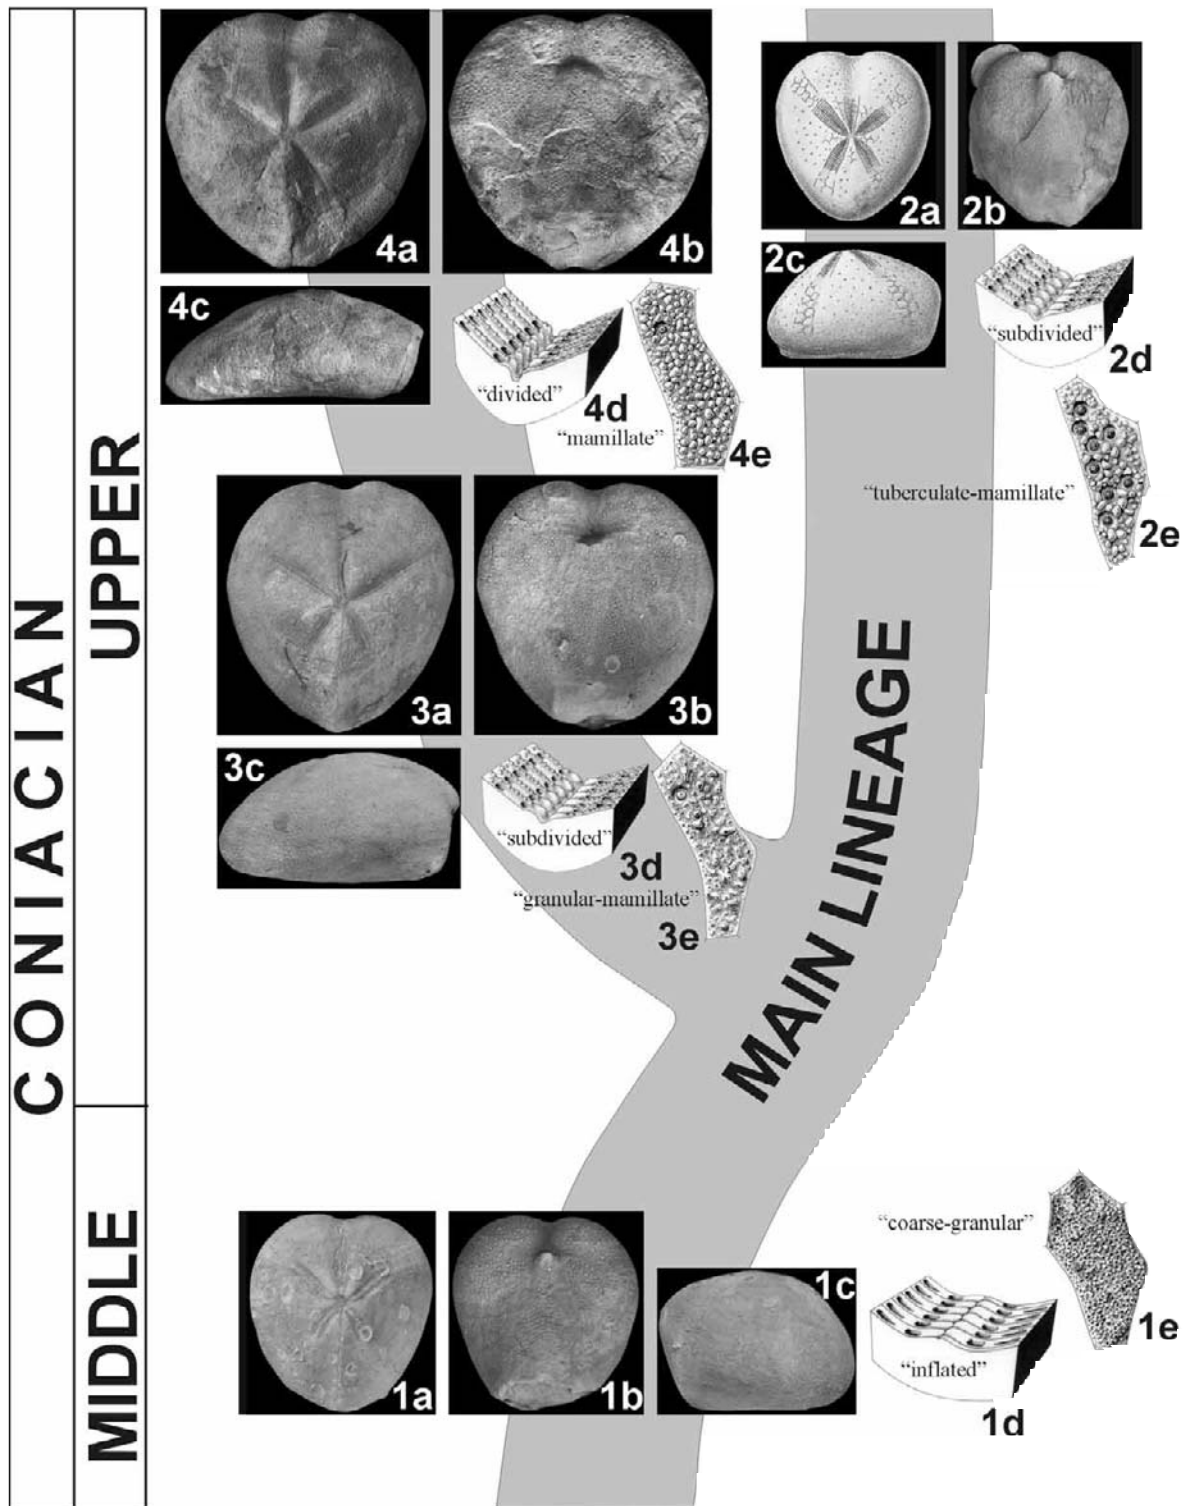 CONIACIAN
UPPER
MIDDLE
4a
4b
4c
"divided"
4d
"mamillate"
4e
2a
2b
2c
"subdivided"
2d
"tuberculate-mamillate"
2e
3a
3b
3c
"subdivided"
3d
"granular-mamillate"
3e
MAIN LINEAGE
1a
1b
1c
"coarse-granular"
1e
"inflated"
1d